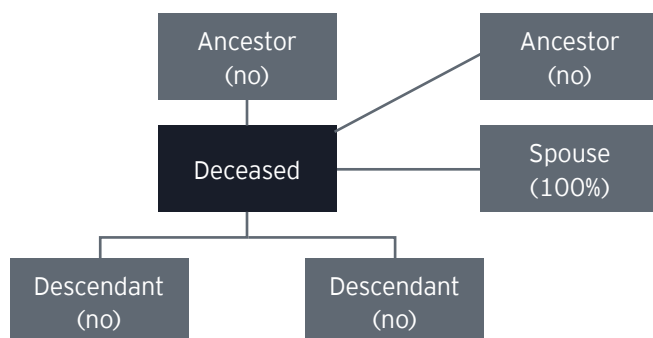 Ancestor
(no)
Ancestor
(no)
Deceased
Spouse
(100%)
Descendant
(no)
Descendant
(no)